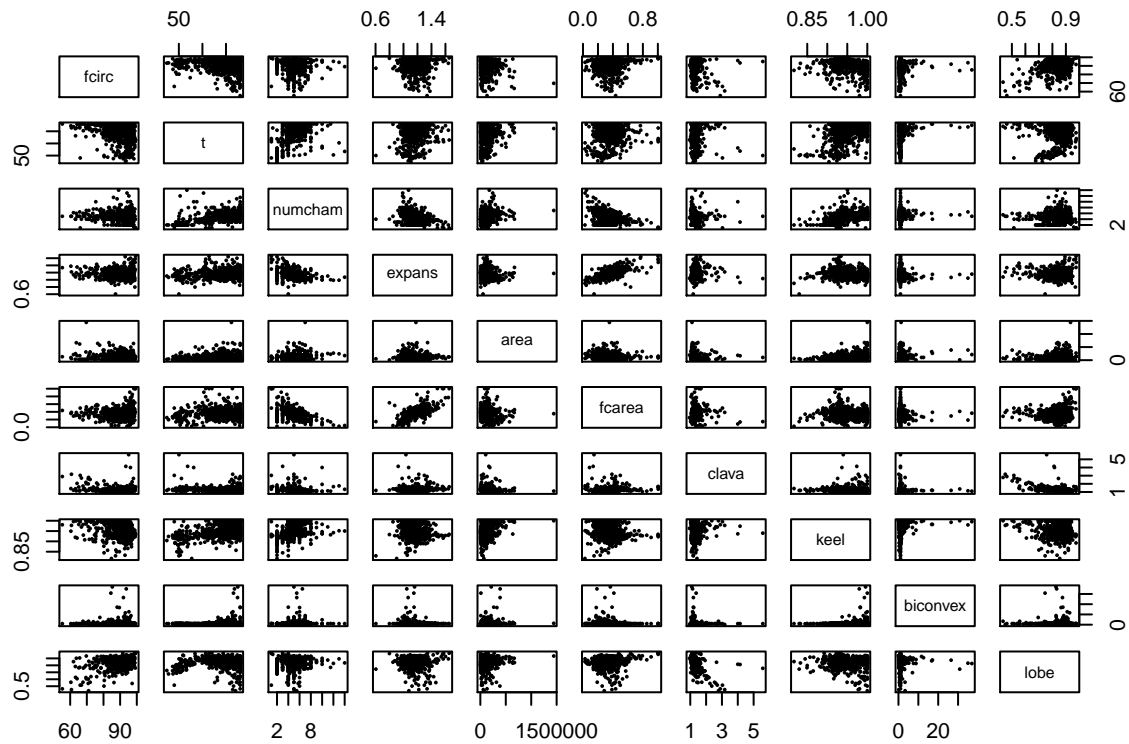 50 0.6 1.4 0.0 0.8 0.85 1.00 0.5 0.9
fcirc 60
50 t
numcham 2
0.6 expans
area 0
0.0 fcarea
clava 1 5
0.85 keel
biconvex 0
0.5 lobe
60 90 2 8 0 1500000 1 3 5 0 20